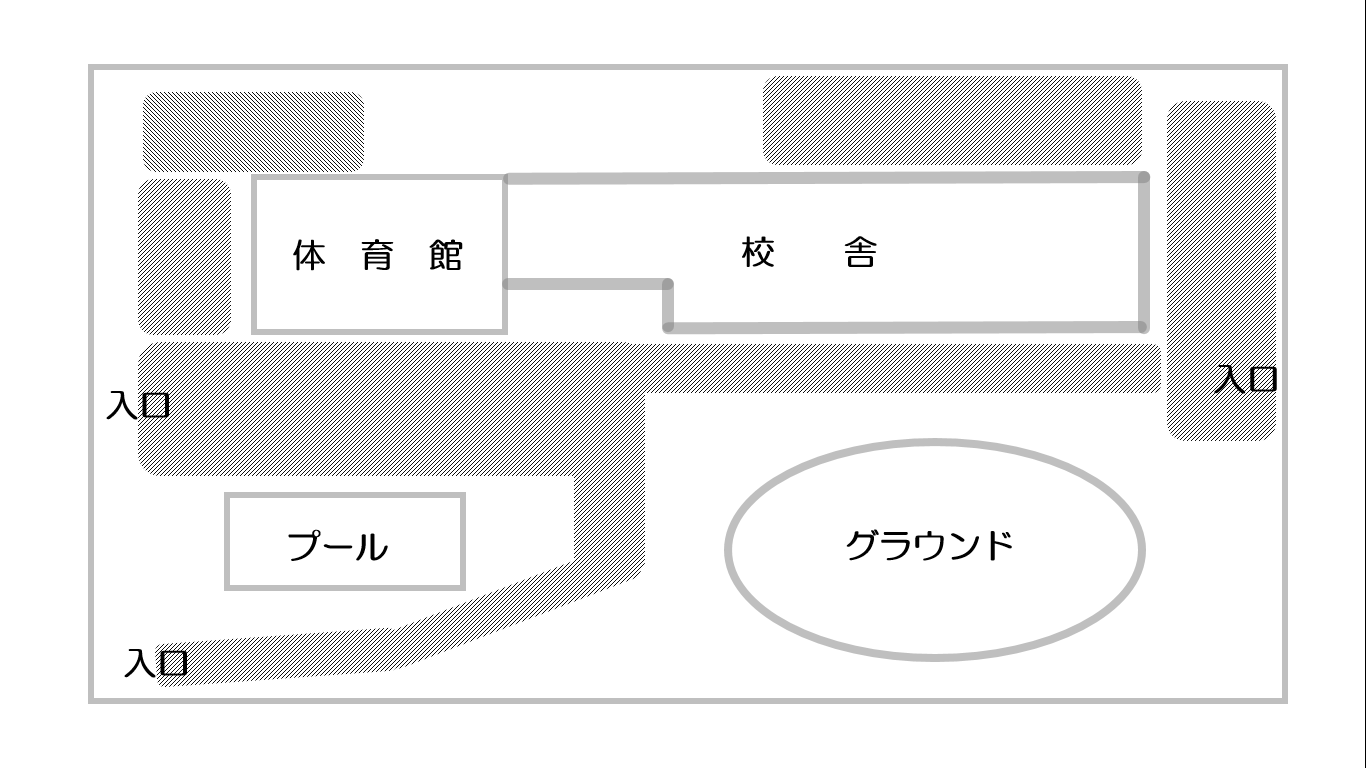 体　育　館
校　　舎
入口
入口
プール
グラウンド
入口